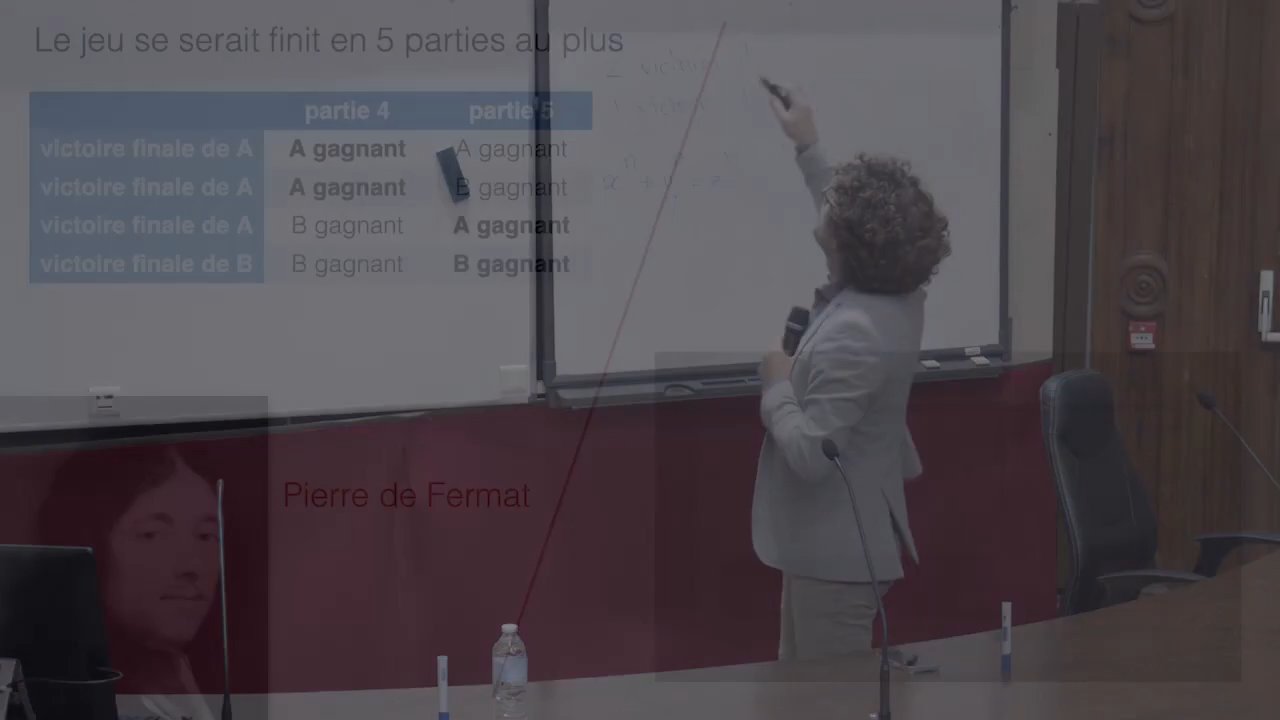 Le jeu se serait finit en 5 parties au plus
partie 4 partie 5
victoire finale de A A gagnant A gagnant
victoire finale de A A gagnant B gagnant
victoire finale de A B gagnant A gagnant
victoire finale de B B gagnant B gagnant
Pierre de Fermat